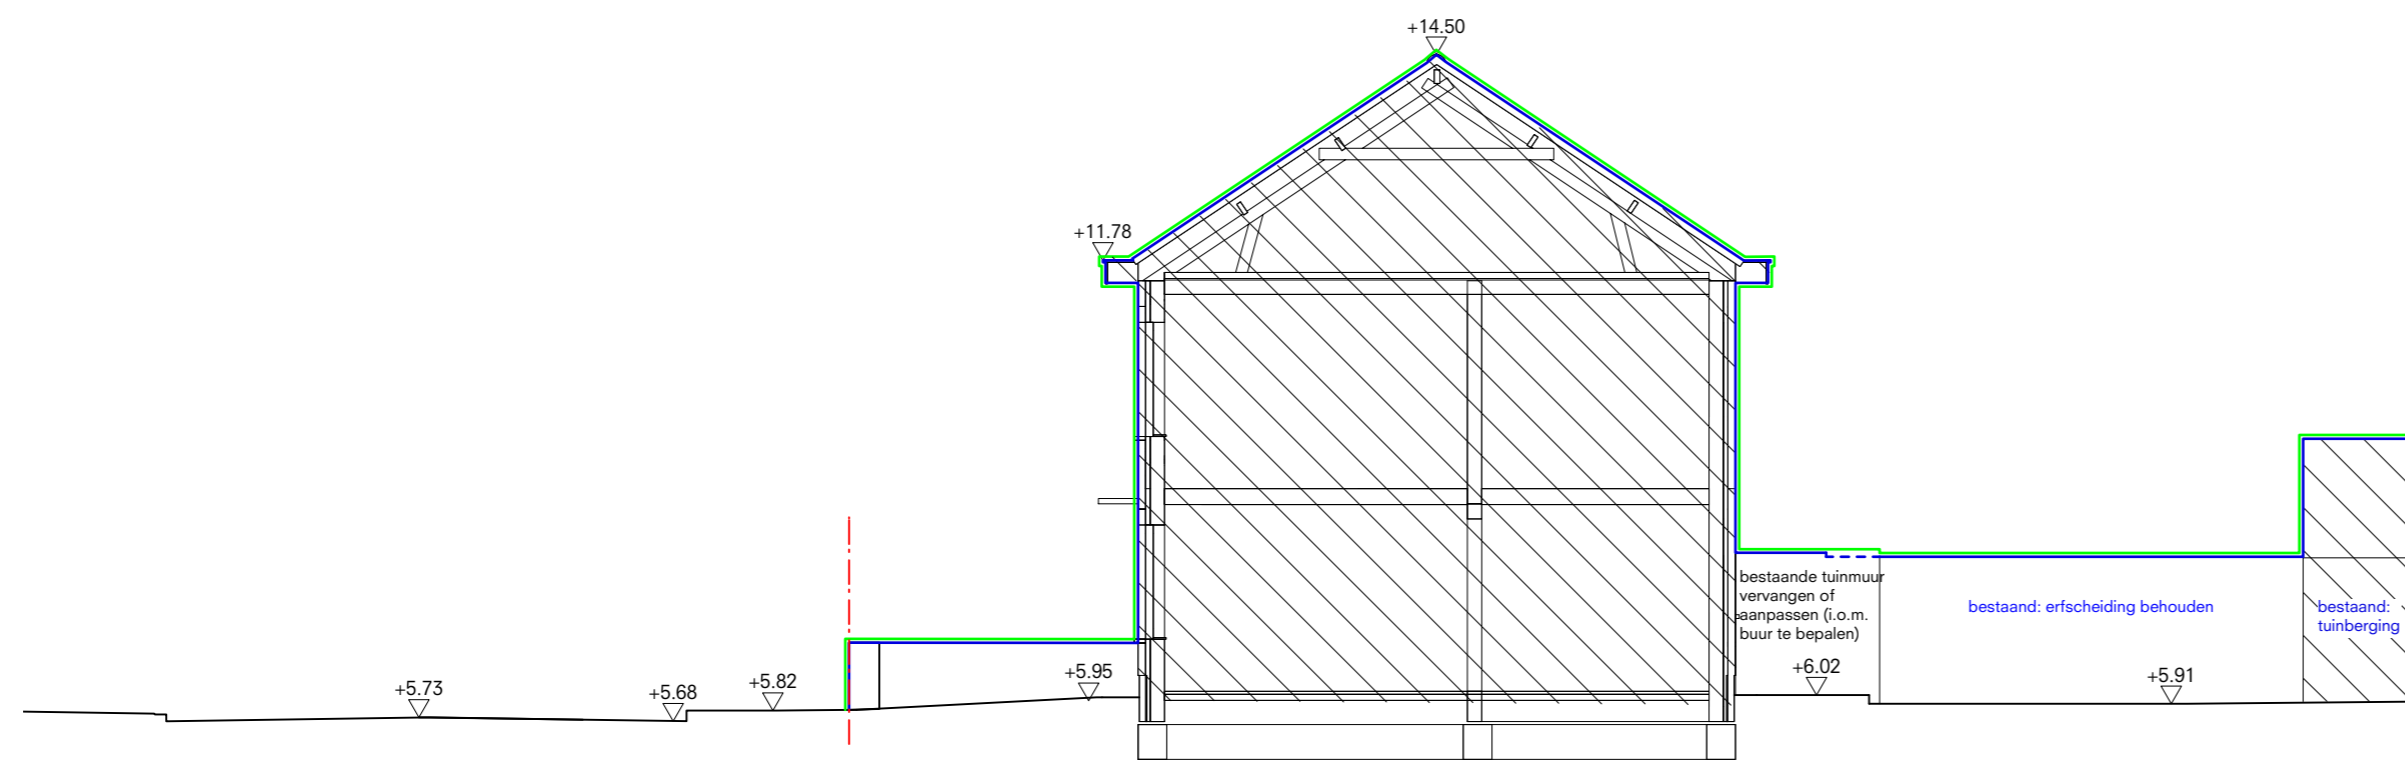 +14.50
+11.78
bestaande tuinmuur
vervangen of
aanpassen (i.o.m.
buur te bepalen)
bestaand: erfscheiding behouden
bestaand:
tuinberging
+5.73
+5.68
+5.82
+5.95
+6.02
+5.91